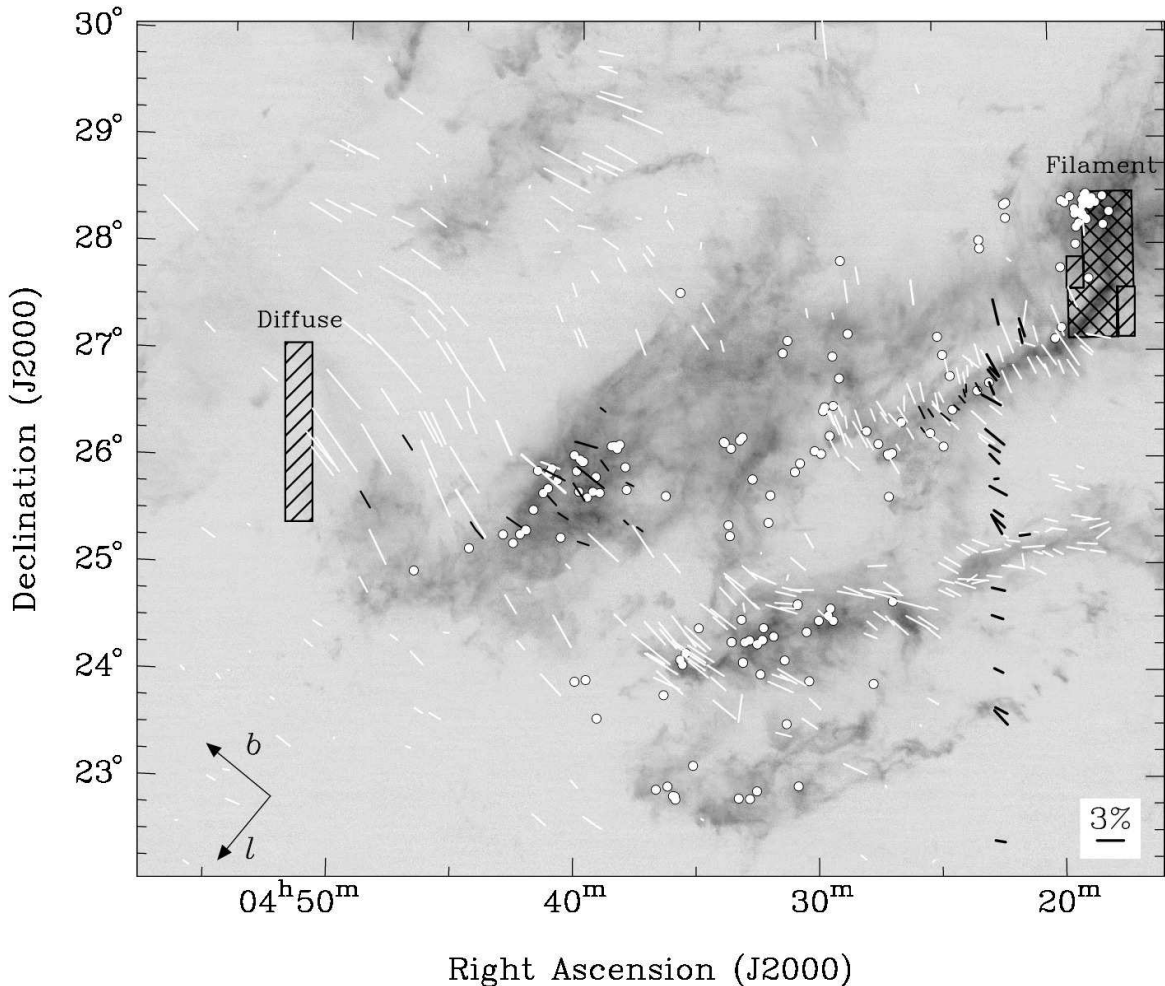 30°
29°
28°
27°
26°
25°
24°
23°
Declination (J2000)
Filament
Diffuse
b
l
3%
04ʰ50ᵐ
40ᵐ
30ᵐ
20ᵐ
Right Ascension (J2000)